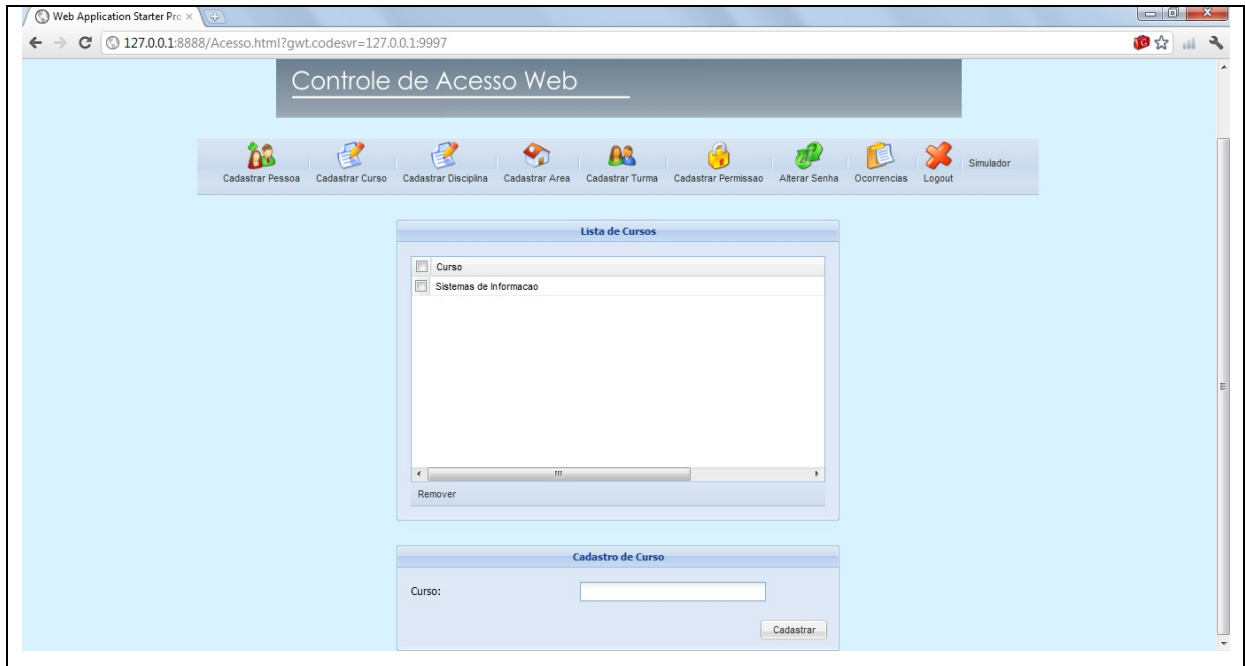 Web Application Starter Pro
127.0.0.1:8888/Acesso.html?gwt.codesvr=127.0.0.1:9997
Controle de Acesso Web
Cadastrar Pessoa Cadastrar Curso Cadastrar Disciplina Cadastrar Area Cadastrar Turma Cadastrar Permissao Alterar Senha Ocorrencias Logout Simulador
Lista de Cursos
Curso
Sistemas de Informacao
Remover
Cadastro de Curso
Curso:
Cadastrar